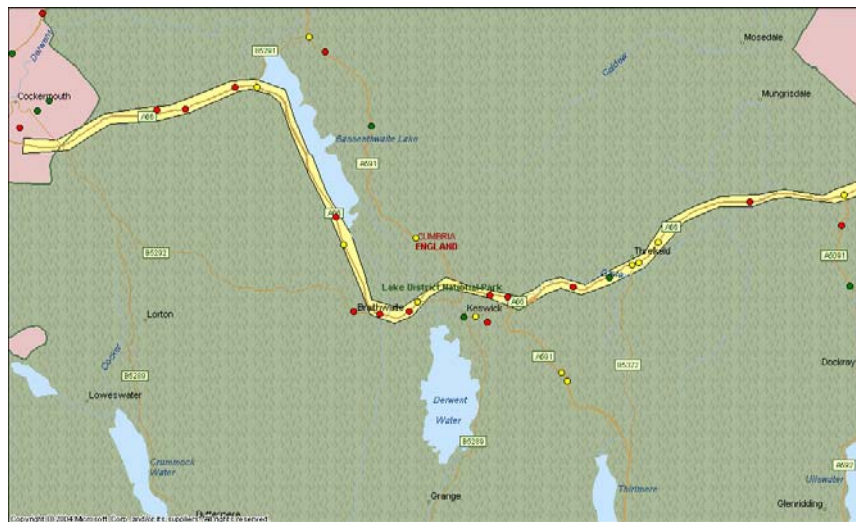 B5291
Mosedale
Derwent
Caldew
Cockermouth
Mungrisdale
A66
Bassenthwaite Lake
A591
A66
A66
CUMBRIA
ENGLAND
B5292
Threlkeld
A5091
Lake District National Park
Braithwaite
A66
Keswick
Lorton
Cocker
A591
B5322
Dockray
B5289
Loweswater
Derwent
Water
B5289
Crummock
Water
A592
Ullswater
Thirlmere
Grange
Glenridding
Buttermere
Copyright © 2004 Microsoft Corp. and/or its suppliers. All rights reserved.